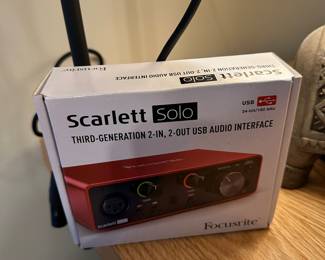 scarlett solo
THIRD-GENERATION 2-IN, 2-OUT USB AUDIO INTERFACE
scarlett Solo
THIRD-GENERATION 2-IN, 2-OUT USB AUDIO INTERFACE
USB
Focusrite